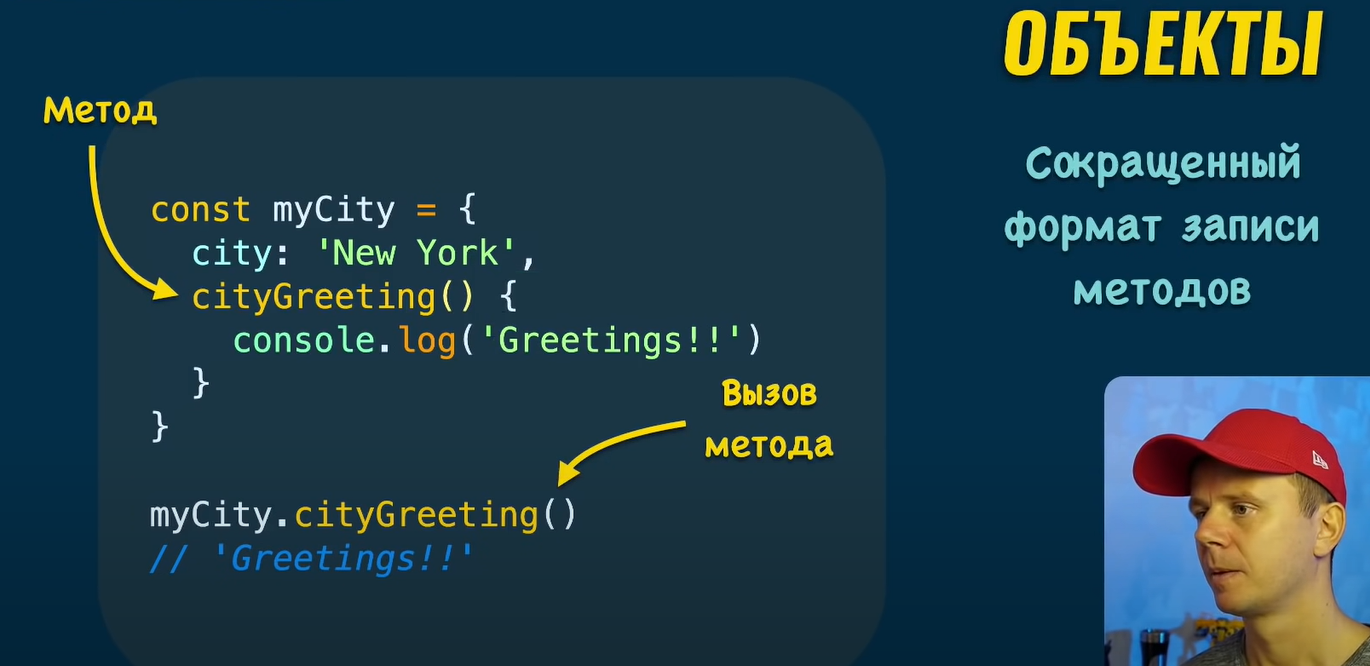 ОБЪЕКТЫ
Сокращенный
формат записи
методов
Метод
const myCity = {
  city: 'New York',
  cityGreeting() {
    console.log('Greetings!!')
  }
}
Вызов
метода
myCity.cityGreeting()
// 'Greetings!!'